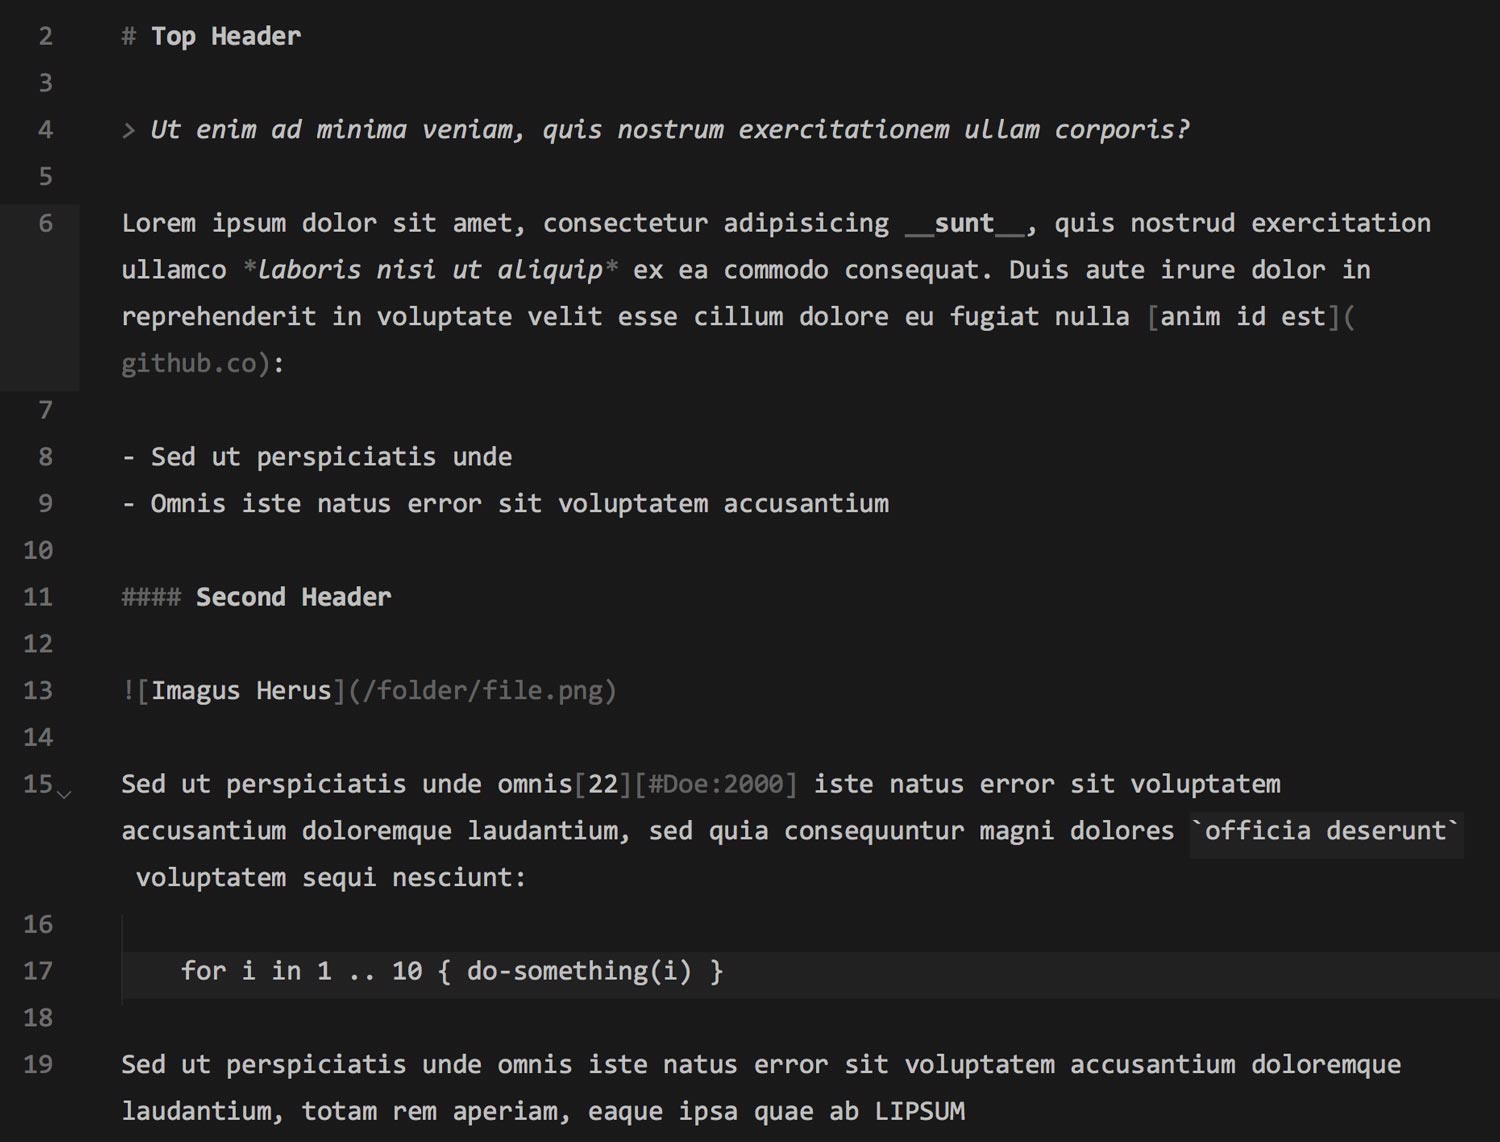 2 # Top Header
3
4 > Ut enim ad minima veniam, quis nostrum exercitationem ullam corporis?
5
6 Lorem ipsum dolor sit amet, consectetur adipisicing __sunt__, quis nostrud exercitation
ullamco *laboris nisi ut aliquip* ex ea commodo consequat. Duis aute irure dolor in
reprehenderit in voluptate velit esse cillum dolore eu fugiat nulla [anim id est](
github.co):
7
8 - Sed ut perspiciatis unde
9 - Omnis iste natus error sit voluptatem accusantium
10
11 #### Second Header
12
13 ![Imagus Herus](/folder/file.png)
14
15 Sed ut perspiciatis unde omnis[22][#Doe:2000] iste natus error sit voluptatem
accusantium doloremque laudantium, sed quia consequuntur magni dolores `officia deserunt`
voluptatem sequi nesciunt:
16
17 for i in 1 .. 10 { do-something(i) }
18
19 Sed ut perspiciatis unde omnis iste natus error sit voluptatem accusantium doloremque
laudantium, totam rem aperiam, eaque ipsa quae ab LIPSUM